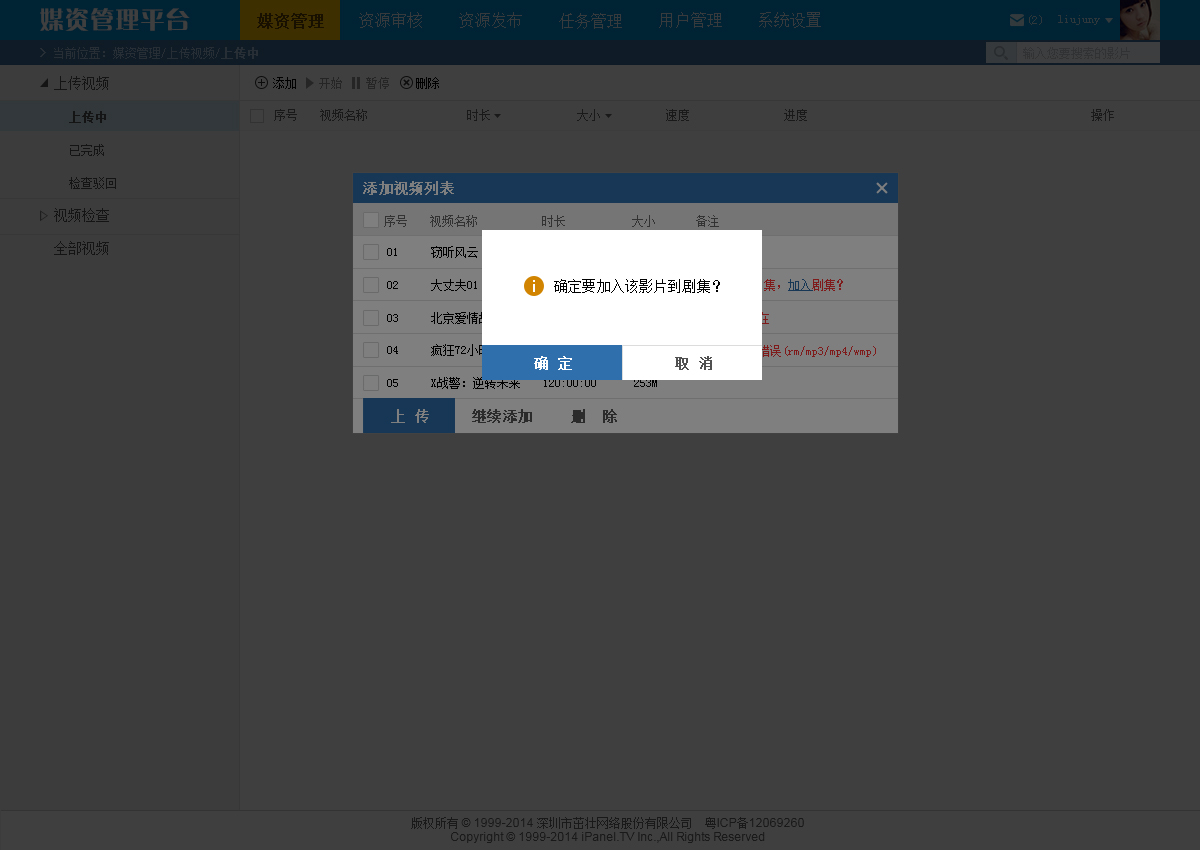 媒资管理平台 媒资管理 资源审核 资源发布 任务管理 用户管理 系统设置 (2) liujuny
当前位置：媒资管理/上传视频/上传中 输入您要搜索的影片
上传视频 添加 开始 暂停 删除
上传中 序号 视频名称 时长 大小 速度 进度 操作
已完成
检查驳回
视频检查
全部视频
添加视频列表
序号 视频名称 时长 大小 备注
01 窃听风云
确定要加入该影片到剧集？
02 大丈夫01 集，加入剧集？
03 北京爱情故 在
04 疯狂72小时 错误(rm/mp3/mp4/wmp)
确 定 取 消
05 X战警：逆转未来 120:00:00 253M
上 传 继续添加 删 除
版权所有 © 1999-2014 深圳市茁壮网络股份有限公司 粤ICP备12069260
Copyright © 1999-2014 iPanel.TV Inc.,All Rights Reserved